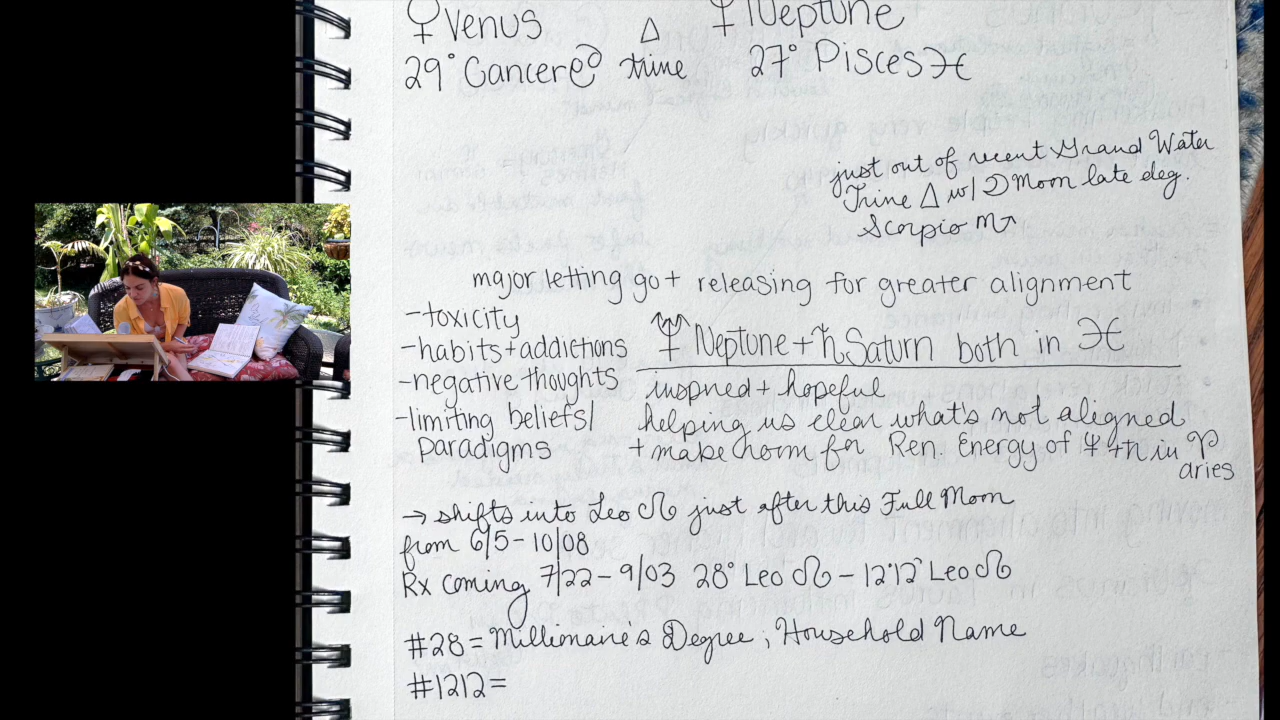 ♀ Venus △ ♆ Neptune
29° Cancer ♋ trine 27° Pisces ♓
just out of recent Grand Water
Trine △ w/ ☽ Moon late deg.
Scorpio ♏
major letting go + releasing for greater alignment
-toxicity
-habits + addictions
-negative thoughts
-limiting beliefs/
paradigms
♆ Neptune + ♄ Saturn both in ♓
inspired + hopeful
helping us clear what's not aligned
+ make room for Ren. Energy of ♆ + ♄ in ♈
aries
→ shifts into Leo ♌ just after this Full Moon
from 6/5 - 10/08
Rx coming 7/22 - 9/03 28° Leo ♌ - 12°12' Leo ♌
#28 = Millionaire's Degree, Household Name
#1212 =